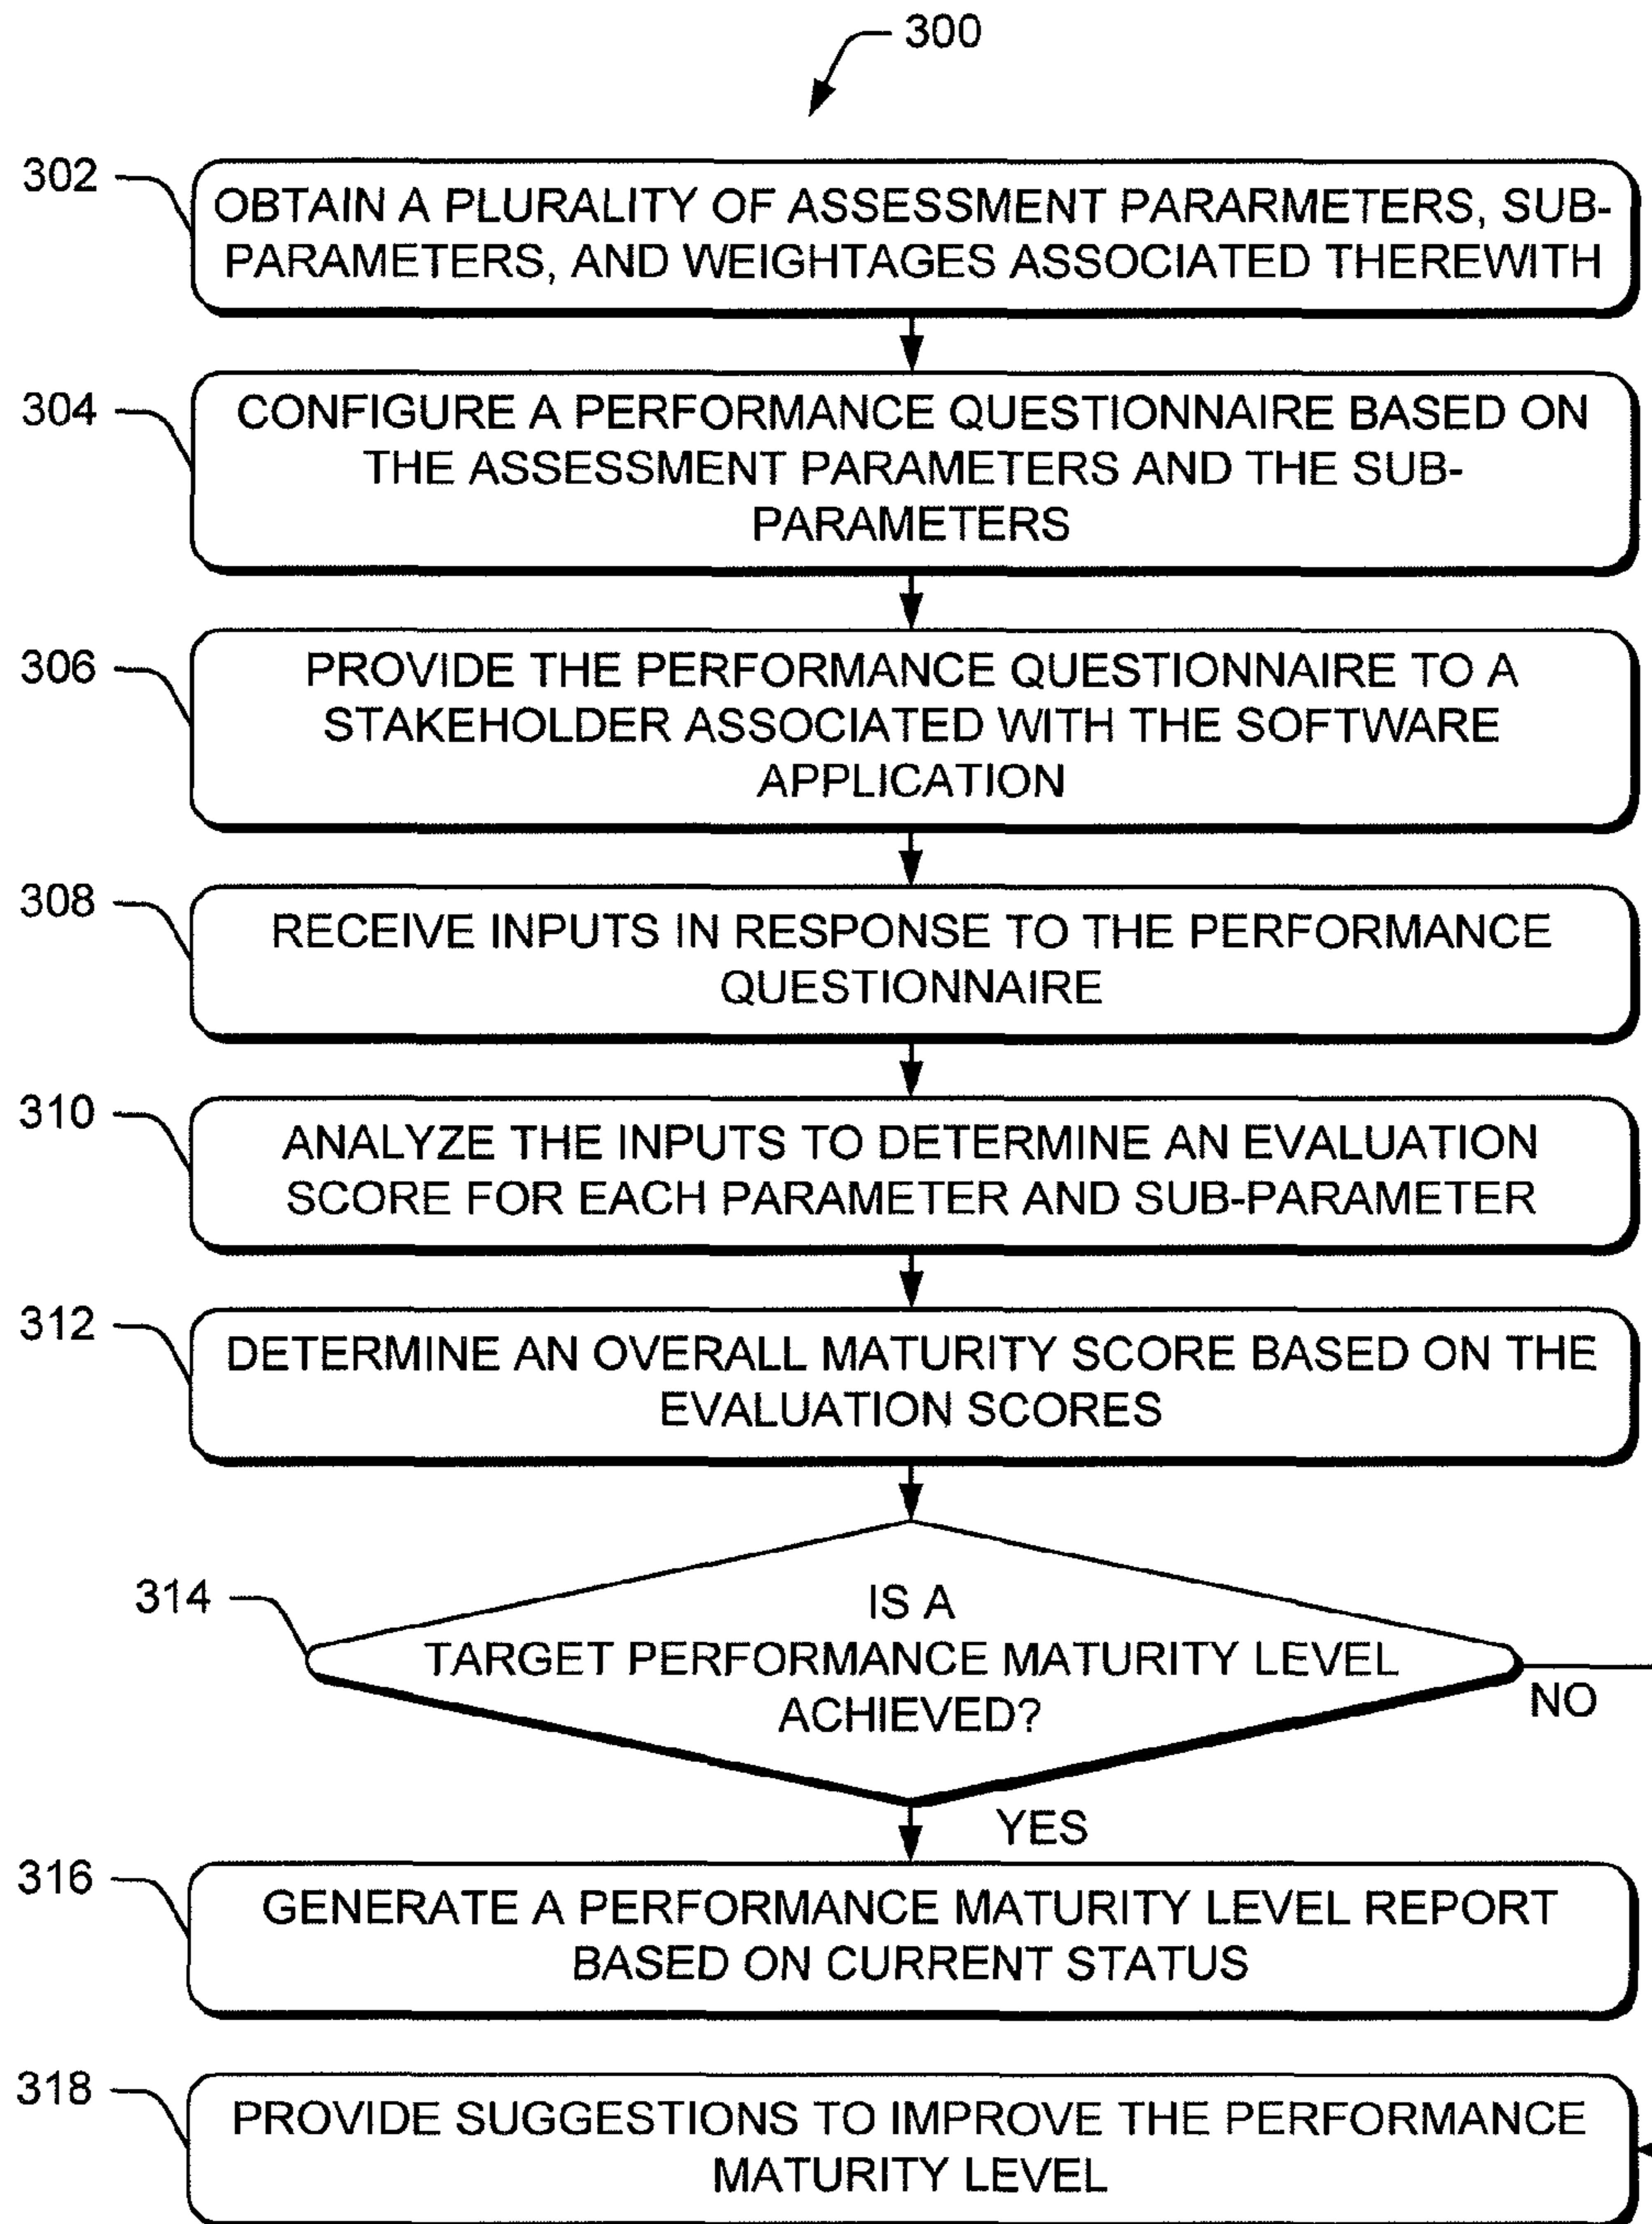 300
302
OBTAIN A PLURALITY OF ASSESSMENT PARARMETERS, SUB-
PARAMETERS, AND WEIGHTAGES ASSOCIATED THEREWITH
304
CONFIGURE A PERFORMANCE QUESTIONNAIRE BASED ON
THE ASSESSMENT PARAMETERS AND THE SUB-
PARAMETERS
306
PROVIDE THE PERFORMANCE QUESTIONNAIRE TO A
STAKEHOLDER ASSOCIATED WITH THE SOFTWARE
APPLICATION
308
RECEIVE INPUTS IN RESPONSE TO THE PERFORMANCE
QUESTIONNAIRE
310
ANALYZE THE INPUTS TO DETERMINE AN EVALUATION
SCORE FOR EACH PARAMETER AND SUB-PARAMETER
312
DETERMINE AN OVERALL MATURITY SCORE BASED ON THE
EVALUATION SCORES
314
IS A
TARGET PERFORMANCE MATURITY LEVEL
ACHIEVED?
NO
YES
316
GENERATE A PERFORMANCE MATURITY LEVEL REPORT
BASED ON CURRENT STATUS
318
PROVIDE SUGGESTIONS TO IMPROVE THE PERFORMANCE
MATURITY LEVEL